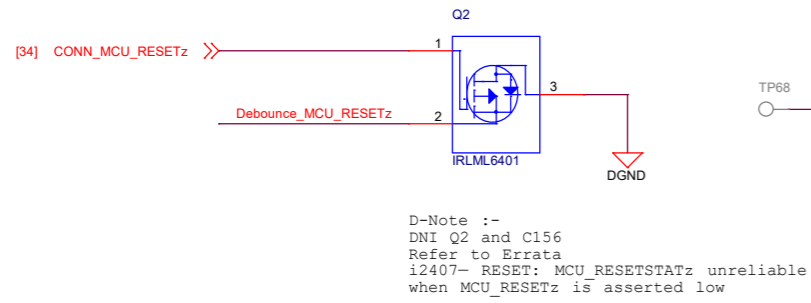 Q2
[34] CONN_MCU_RESETz
1
3
TP68
Debounce_MCU_RESETz
2
IRLML6401
DGND
D-Note :-
DNI Q2 and C156
Refer to Errata
i2407— RESET: MCU_RESETSTATz unreliable
when MCU_RESETz is asserted low